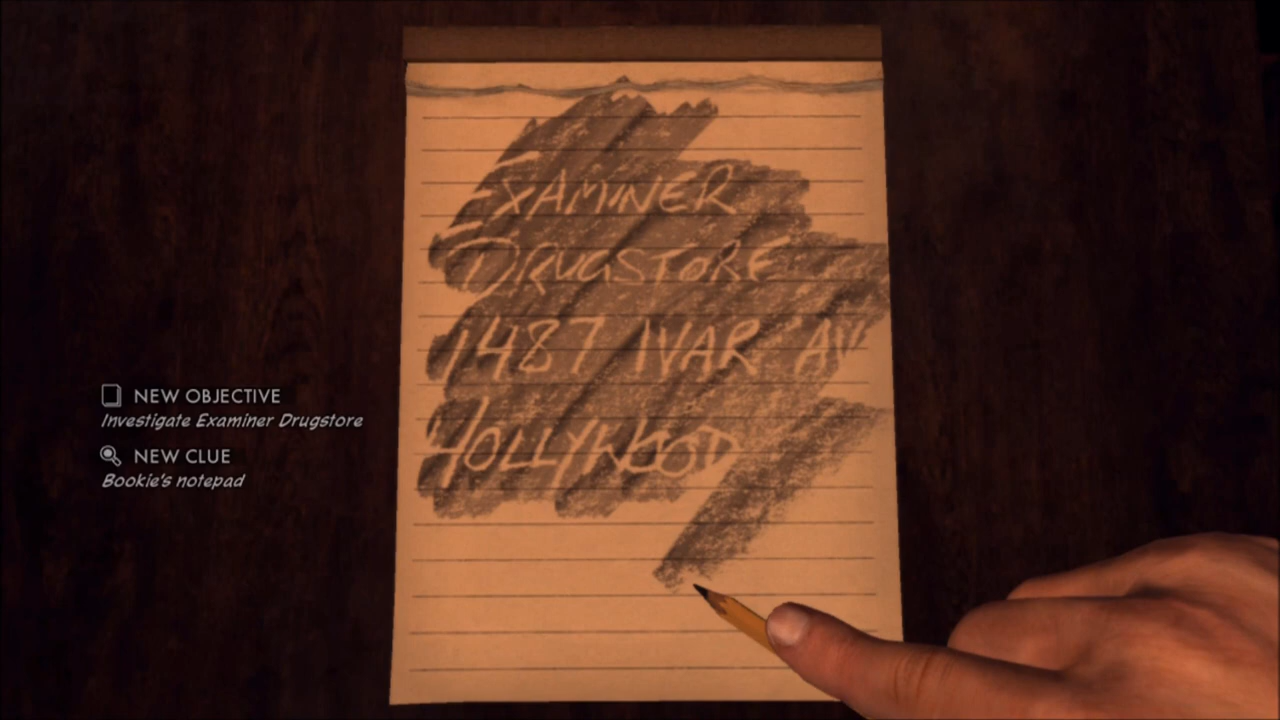 EXAMINER
DRUGSTORE
1487 IVAR AV
HOLLYWOOD
NEW OBJECTIVE
Investigate Examiner Drugstore
NEW CLUE
Bookie's notepad